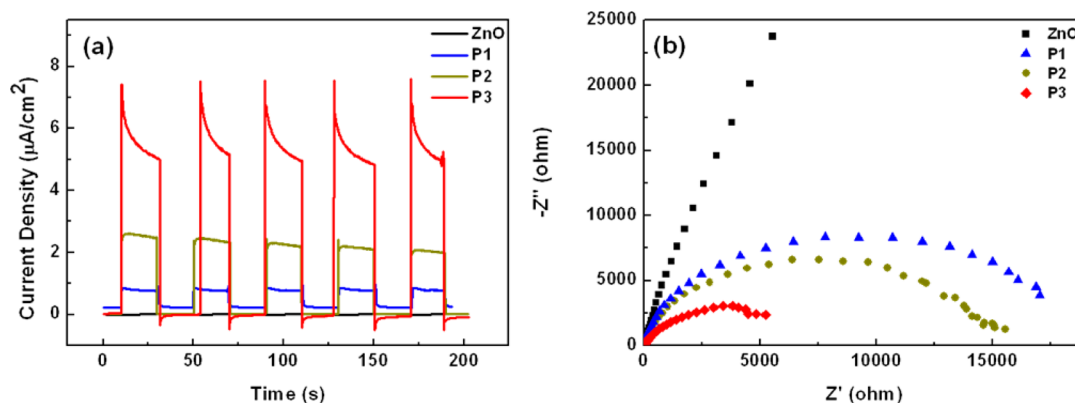 (a)
ZnO
P1
P2
P3
8
6
4
2
0
0
50
100
150
200
Current Density (µA/cm²)
Time (s)
(b)
ZnO
P1
P2
P3
25000
20000
15000
10000
5000
0
0
5000
10000
15000
-Z'' (ohm)
Z' (ohm)